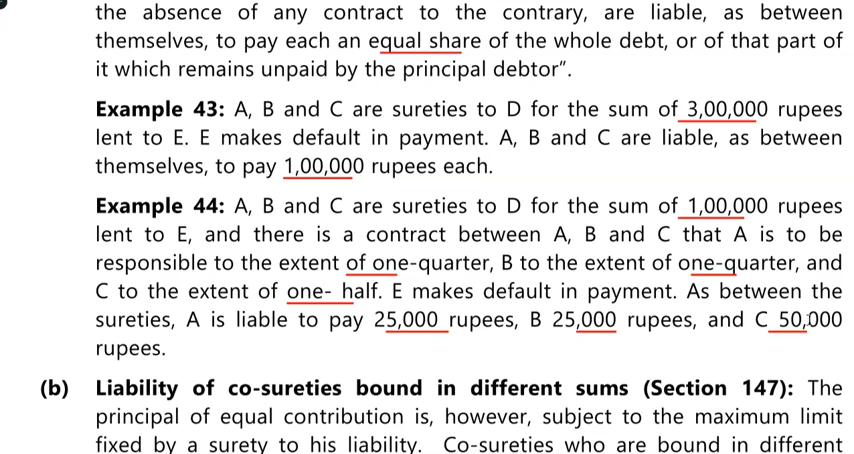 the absence of any contract to the contrary, are liable, as between
themselves, to pay each an equal share of the whole debt, or of that part of
it which remains unpaid by the principal debtor”.
Example 43: A, B and C are sureties to D for the sum of 3,00,000 rupees
lent to E. E makes default in payment. A, B and C are liable, as between
themselves, to pay 1,00,000 rupees each.
Example 44: A, B and C are sureties to D for the sum of 1,00,000 rupees
lent to E, and there is a contract between A, B and C that A is to be
responsible to the extent of one-quarter, B to the extent of one-quarter, and
C to the extent of one- half. E makes default in payment. As between the
sureties, A is liable to pay 25,000 rupees, B 25,000 rupees, and C 50,000
rupees.
(b) Liability of co-sureties bound in different sums (Section 147): The
principal of equal contribution is, however, subject to the maximum limit
fixed by a surety to his liability. Co-sureties who are bound in different